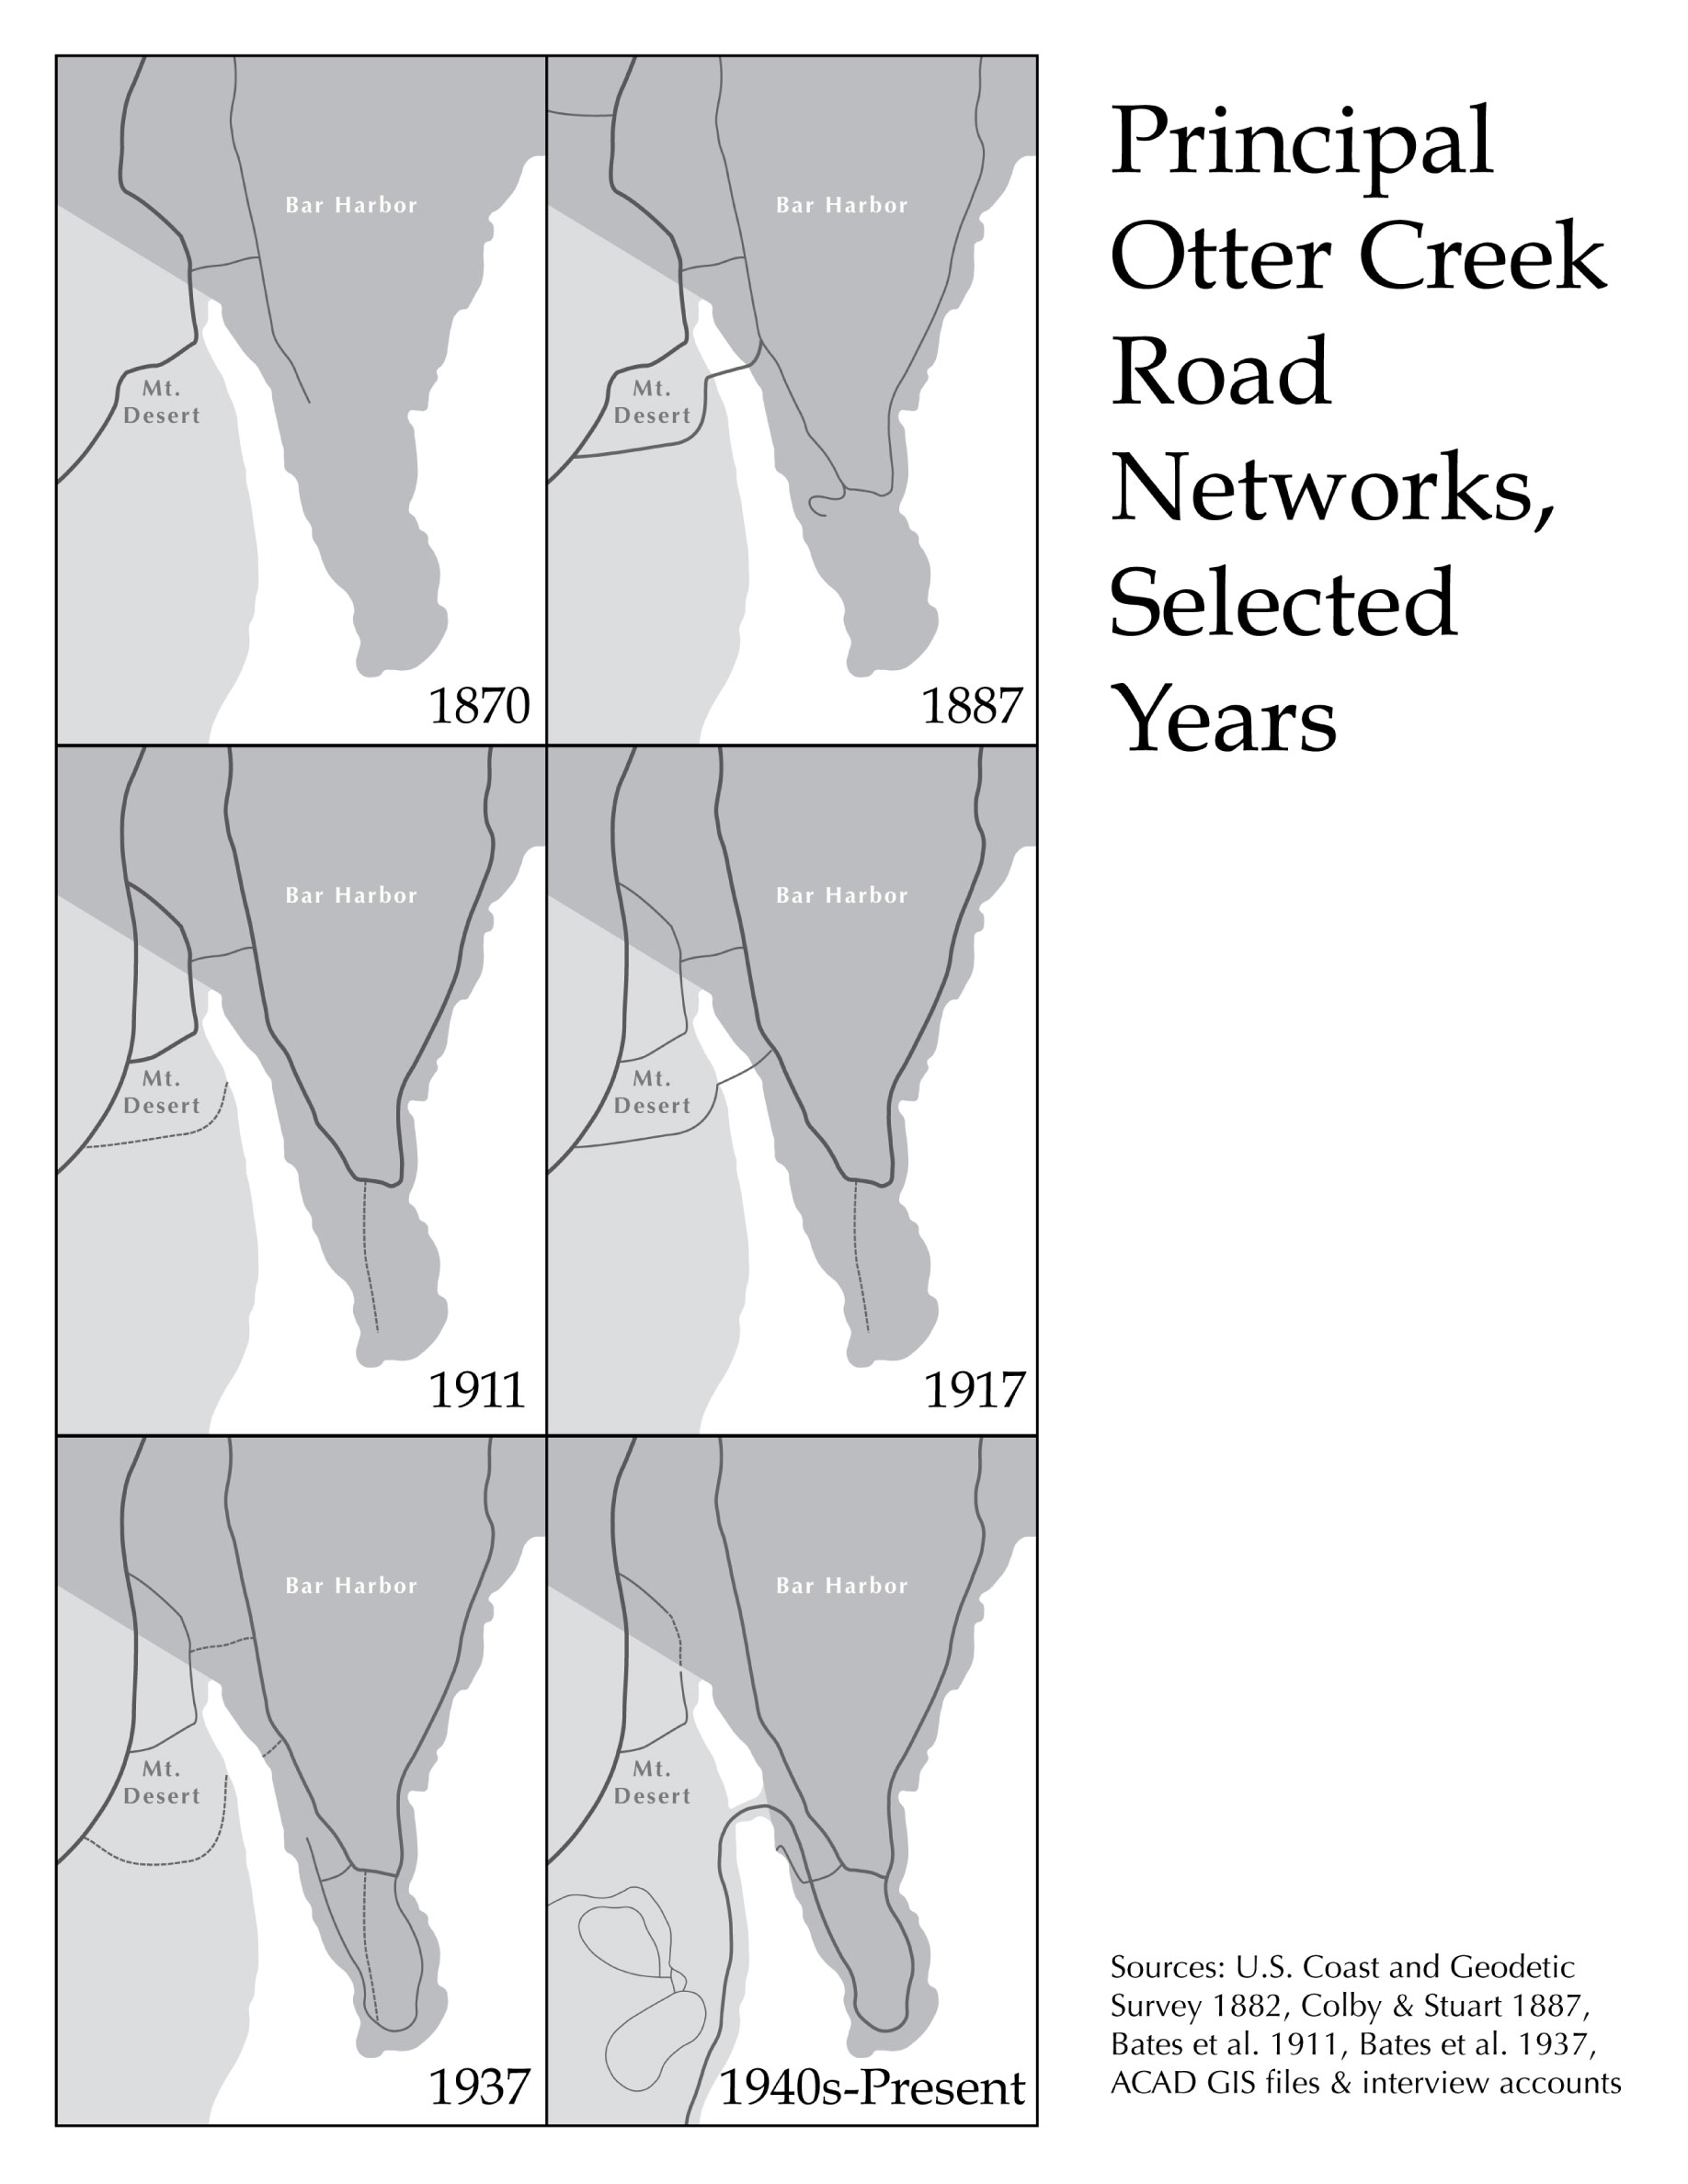 Principal
Otter Creek
Road
Networks,
Selected
Years
Bar Harbor
Mt.
Desert
1870
Bar Harbor
Mt.
Desert
1887
Bar Harbor
Mt.
Desert
1911
Bar Harbor
Mt.
Desert
1917
Bar Harbor
Mt.
Desert
1937
Bar Harbor
Mt.
Desert
1940s-Present
Sources: U.S. Coast and Geodetic
Survey 1882, Colby & Stuart 1887,
Bates et al. 1911, Bates et al. 1937,
ACAD GIS files & interview accounts